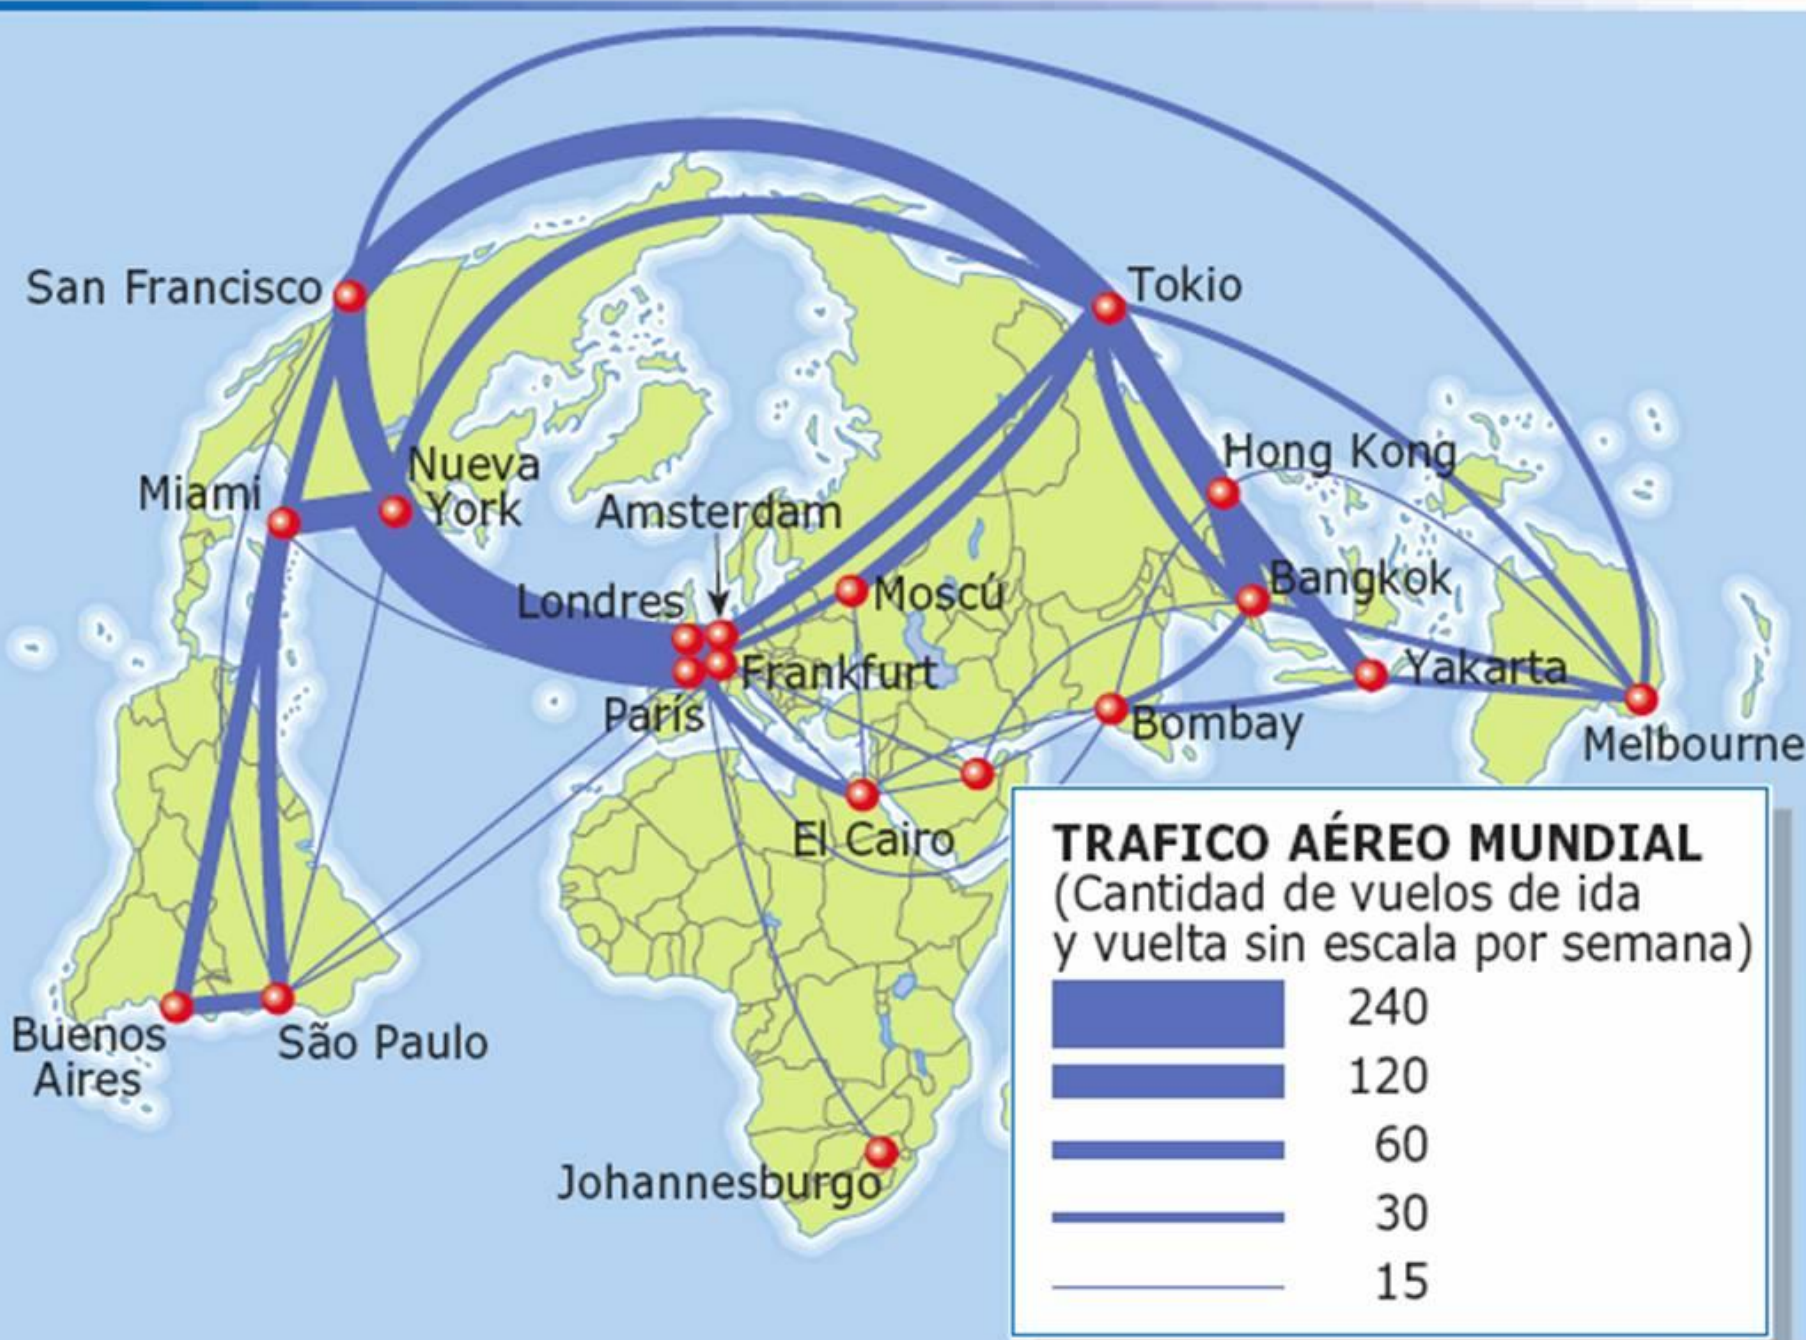 San Francisco
Tokio
Hong Kong
Nueva
York
Miami
Amsterdam
Londres
Moscú
Bangkok
Frankfurt
Yakarta
París
Bombay
Melbourne
El Cairo
Buenos
Aires
São Paulo
Johannesburgo
TRAFICO AÉREO MUNDIAL
(Cantidad de vuelos de ida
y vuelta sin escala por semana)
240
120
60
30
15